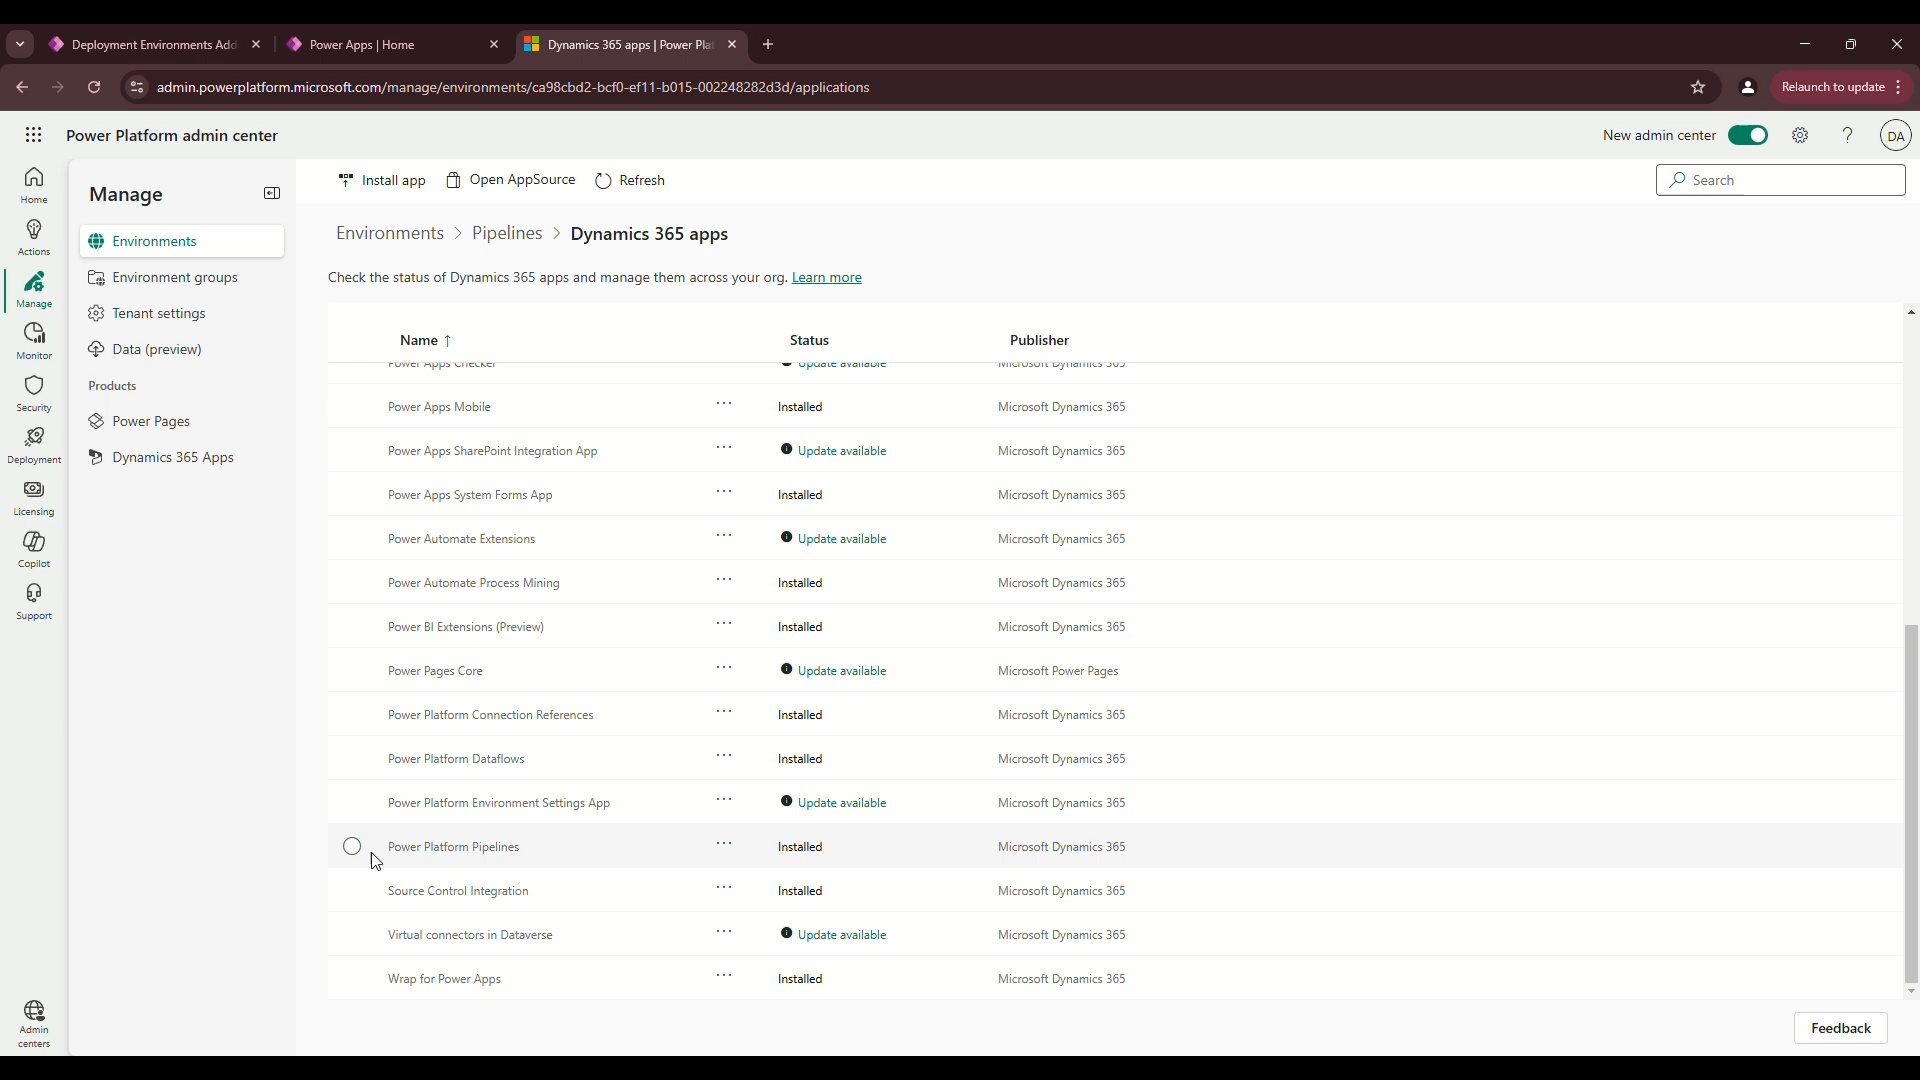 Deployment Environments Add
Power Apps | Home
Dynamics 365 apps | Power Pla
admin.powerplatform.microsoft.com/manage/environments/ca98cbd2-bcf0-ef11-b015-002248282d3d/applications
Relaunch to update
Power Platform admin center
New admin center
DA
Home
Actions
Manage
Monitor
Security
Deployment
Licensing
Copilot
Support
Admin
centers
Manage
Environments
Environment groups
Tenant settings
Data (preview)
Products
Power Pages
Dynamics 365 Apps
Install app
Open AppSource
Refresh
Search
Environments > Pipelines > Dynamics 365 apps
Check the status of Dynamics 365 apps and manage them across your org. Learn more
Name ↑ Status Publisher
Power Apps Checker Update available Microsoft Dynamics 365
Power Apps Mobile ... Installed Microsoft Dynamics 365
Power Apps SharePoint Integration App ... Update available Microsoft Dynamics 365
Power Apps System Forms App ... Installed Microsoft Dynamics 365
Power Automate Extensions ... Update available Microsoft Dynamics 365
Power Automate Process Mining ... Installed Microsoft Dynamics 365
Power BI Extensions (Preview) ... Installed Microsoft Dynamics 365
Power Pages Core ... Update available Microsoft Power Pages
Power Platform Connection References ... Installed Microsoft Dynamics 365
Power Platform Dataflows ... Installed Microsoft Dynamics 365
Power Platform Environment Settings App ... Update available Microsoft Dynamics 365
Power Platform Pipelines ... Installed Microsoft Dynamics 365
Source Control Integration ... Installed Microsoft Dynamics 365
Virtual connectors in Dataverse ... Update available Microsoft Dynamics 365
Wrap for Power Apps ... Installed Microsoft Dynamics 365
Feedback